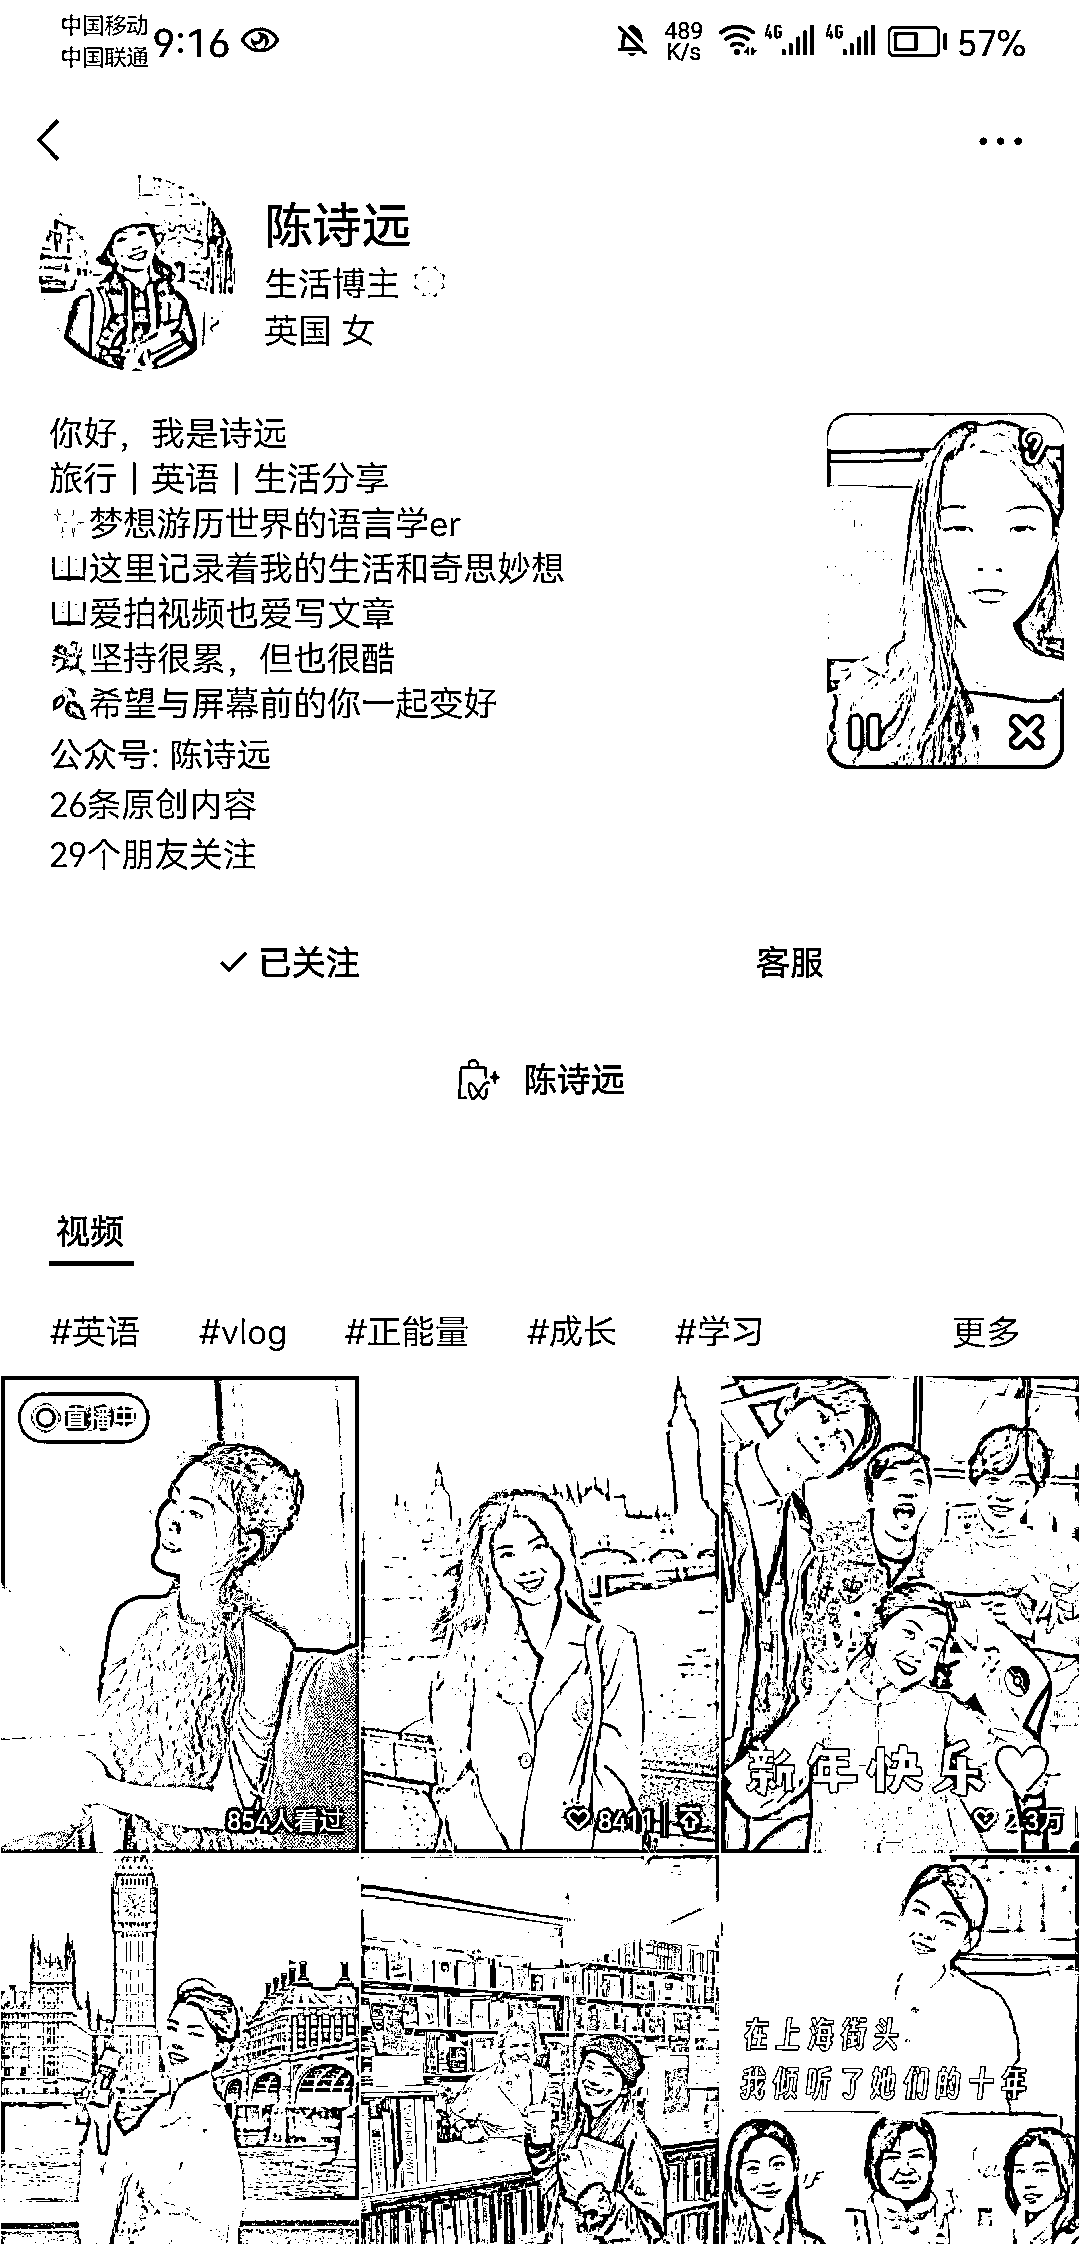 中国移动
中国联通
9:16
489
K/s
4G
4G
57%
陈诗远
生活博主
英国 女
你好，我是诗远
旅行 | 英语 | 生活分享
梦想游历世界的语言学er
这里记录着我的生活和奇思妙想
爱拍视频也爱写文章
坚持很累，但也很酷
希望与屏幕前的你一起变好
公众号: 陈诗远
26条原创内容
29个朋友关注
已关注
客服
陈诗远
视频
#英语 #vlog #正能量 #成长 #学习 更多
直播中
854人看过
8411
新年快乐
2.3万
在上海街头
我倾听了她们的十年